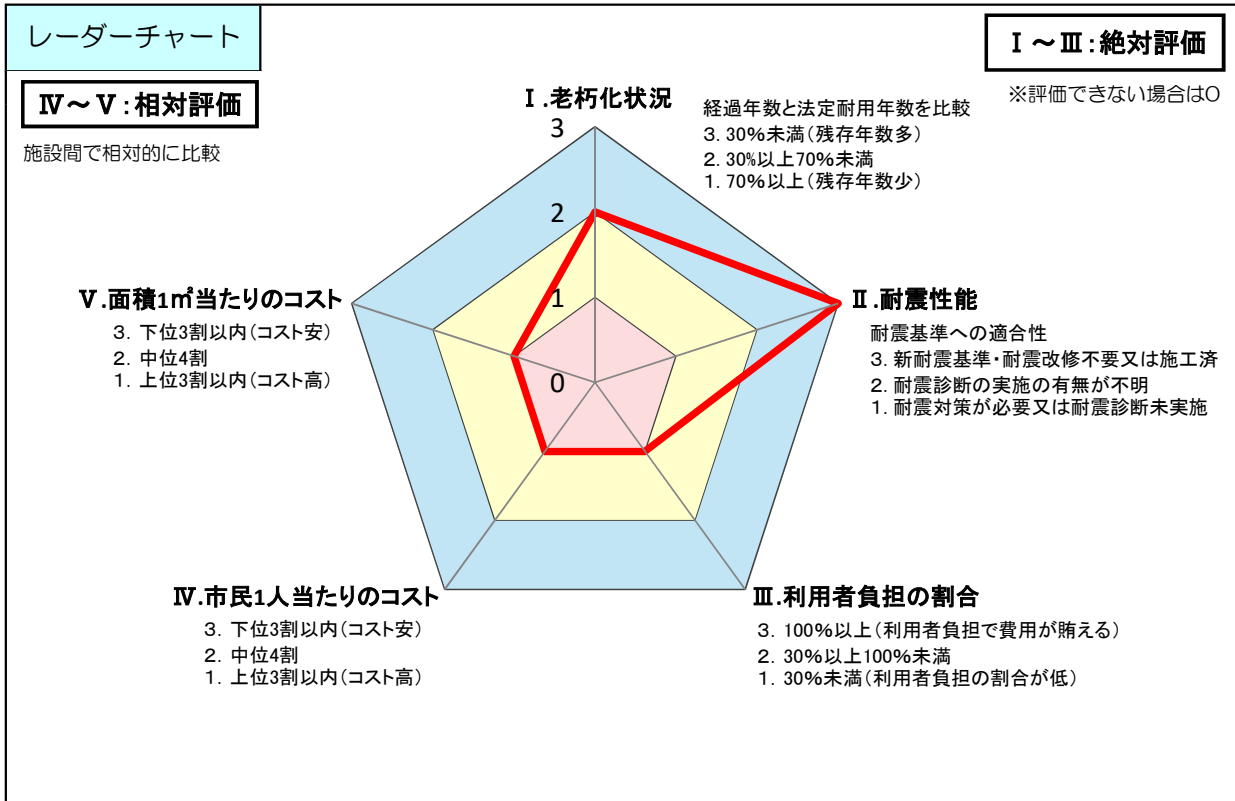 レーダーチャート
Ⅰ～Ⅲ:絶対評価
※評価できない場合は0
Ⅳ～Ⅴ:相対評価
施設間で相対的に比較
Ⅰ.老朽化状況
経過年数と法定耐用年数を比較
3. 30%未満(残存年数多)
2. 30%以上70%未満
1. 70%以上(残存年数少)
3
2
1
0
Ⅱ.耐震性能
耐震基準への適合性
3. 新耐震基準・耐震改修不要又は施工済
2. 耐震診断の実施の有無が不明
1. 耐震対策が必要又は耐震診断未実施
Ⅴ.面積1㎡当たりのコスト
3. 下位3割以内(コスト安)
2. 中位4割
1. 上位3割以内(コスト高)
Ⅳ.市民1人当たりのコスト
3. 下位3割以内(コスト安)
2. 中位4割
1. 上位3割以内(コスト高)
Ⅲ.利用者負担の割合
3. 100%以上(利用者負担で費用が賄える)
2. 30%以上100%未満
1. 30%未満(利用者負担の割合が低)